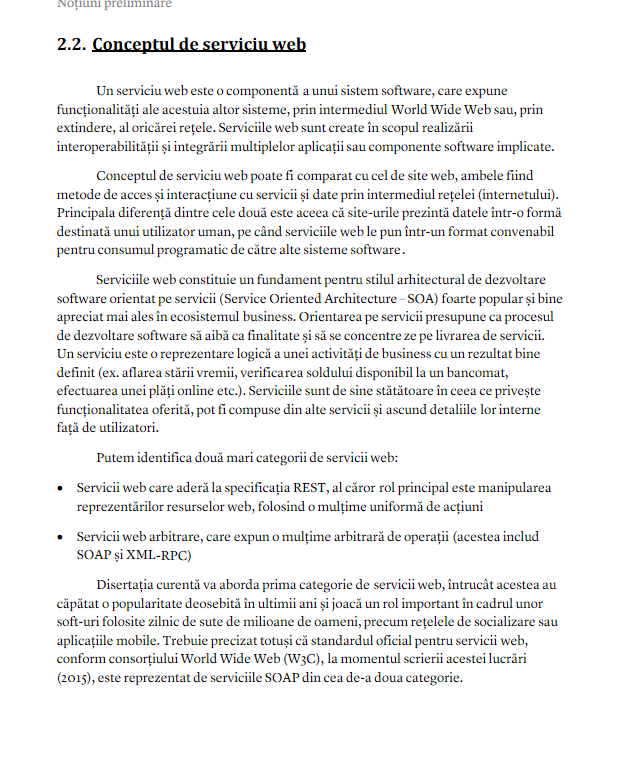 Noțiuni preliminare
2.2. Conceptul de serviciu web
Un serviciu web este o componentă a unui sistem software, care expune
funcționalități ale acestuia altor sisteme, prin intermediul World Wide Web sau, prin
extindere, al oricărei rețele. Serviciile web sunt create în scopul realizării
interoperabilității și integrării multiplelor aplicații sau componente software implicate.
Conceptul de serviciu web poate fi comparat cu cel de site web, ambele fiind
metode de acces și interacțiune cu servicii și date prin intermediul rețelei (internetului).
Principala diferență dintre cele două este aceea că site-urile prezintă datele într-o formă
destinată unui utilizator uman, pe când serviciile web le pun într-un format convenabil
pentru consumul programatic de către alte sisteme software.
Serviciile web constituie un fundament pentru stilul arhitectural de dezvoltare
software orientat pe servicii (Service Oriented Architecture – SOA) foarte popular și bine
apreciat mai ales în ecosistemul business. Orientarea pe servicii presupune ca procesul
de dezvoltare software să aibă ca finalitate și să se concentreze pe livrarea de servicii.
Un serviciu este o reprezentare logică a unei activități de business cu un rezultat bine
definit (ex. aflarea stării vremii, verificarea soldului disponibil la un bancomat,
efectuarea unei plăți online etc.). Serviciile sunt de sine stătătoare în ceea ce privește
funcționalitatea oferită, pot fi compuse din alte servicii și ascund detaliile lor interne
față de utilizatori.
Putem identifica două mari categorii de servicii web:
• Servicii web care aderă la specificația REST, al căror rol principal este manipularea
reprezentărilor resurselor web, folosind o mulțime uniformă de acțiuni
• Servicii web arbitrare, care expun o mulțime arbitrară de operații (acestea includ
SOAP și XML-RPC)
Disertația curentă va aborda prima categorie de servicii web, întrucât acestea au
căpătat o popularitate deosebită în ultimii ani și joacă un rol important în cadrul unor
soft-uri folosite zilnic de sute de milioane de oameni, precum rețelele de socializare sau
aplicațiile mobile. Trebuie precizat totuși că standardul oficial pentru servicii web,
conform consorțiului World Wide Web (W3C), la momentul scrierii acestei lucrări
(2015), este reprezentat de serviciile SOAP din cea de-a doua categorie.